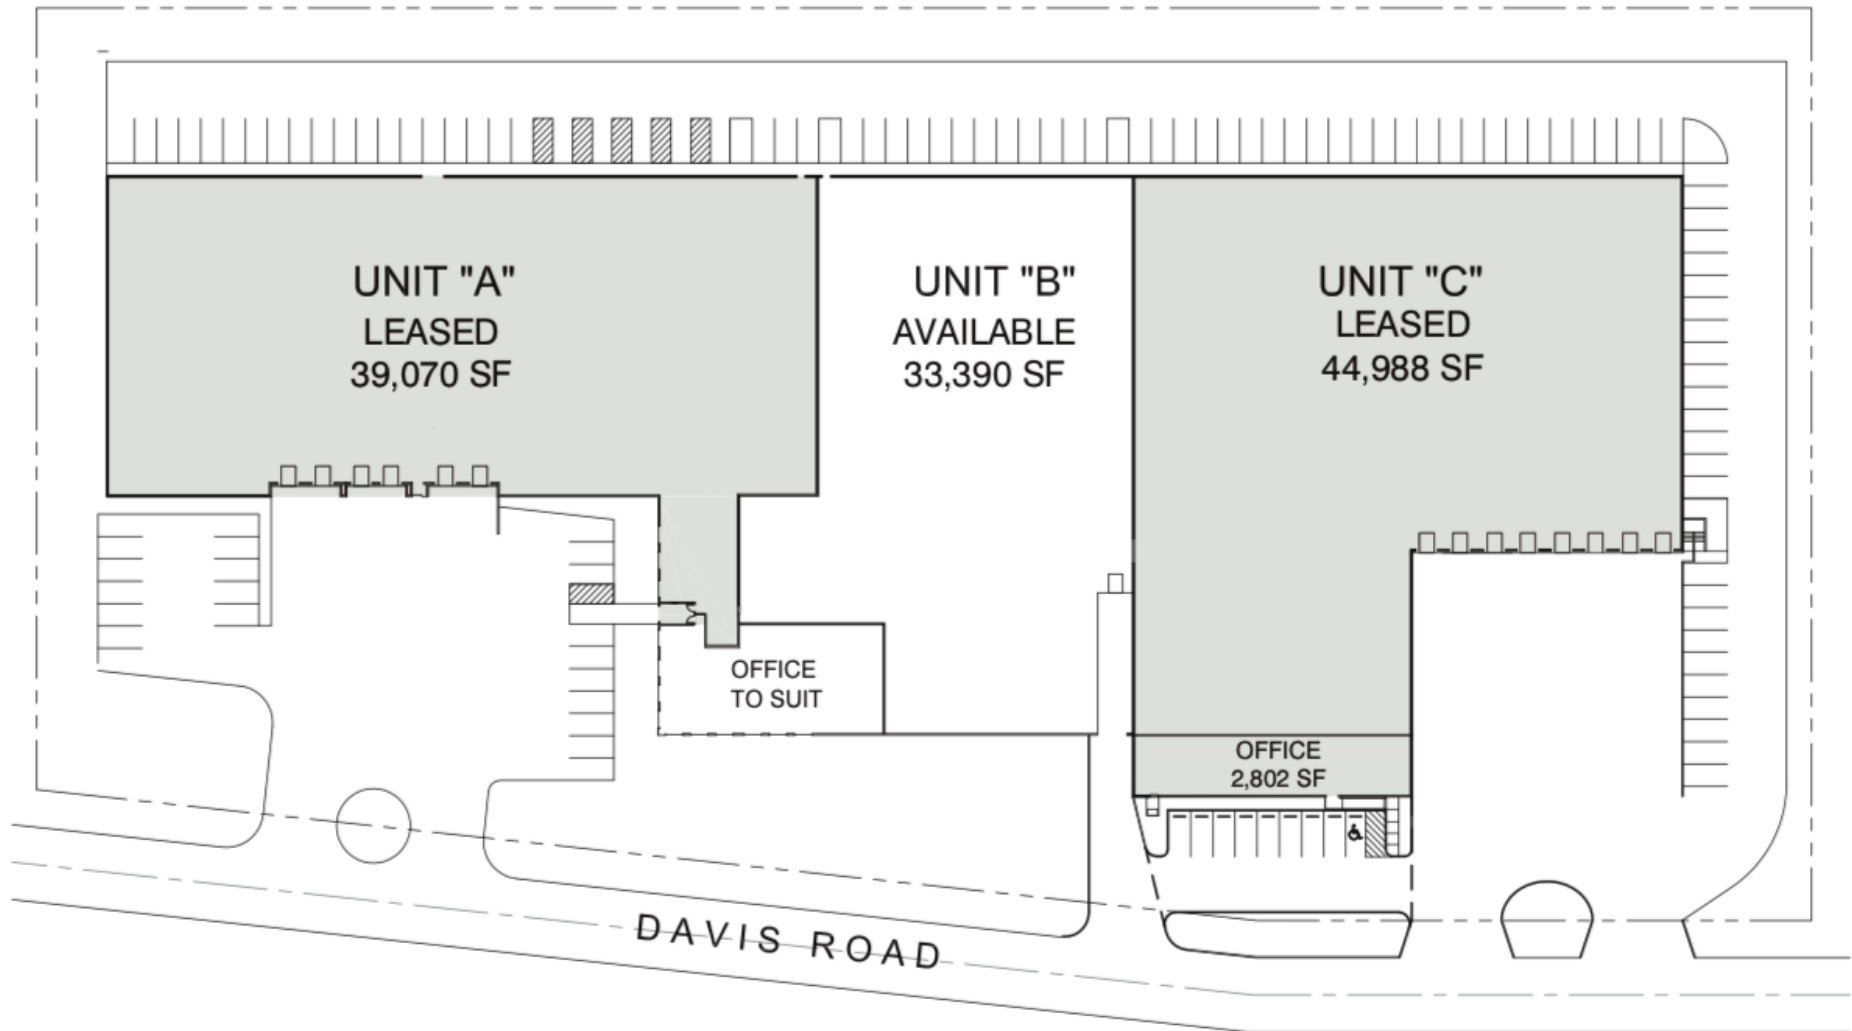 UNIT "A"
LEASED
39,070 SF
UNIT "B"
AVAILABLE
33,390 SF
UNIT "C"
LEASED
44,988 SF
OFFICE
TO SUIT
OFFICE
2,802 SF
DAVIS ROAD